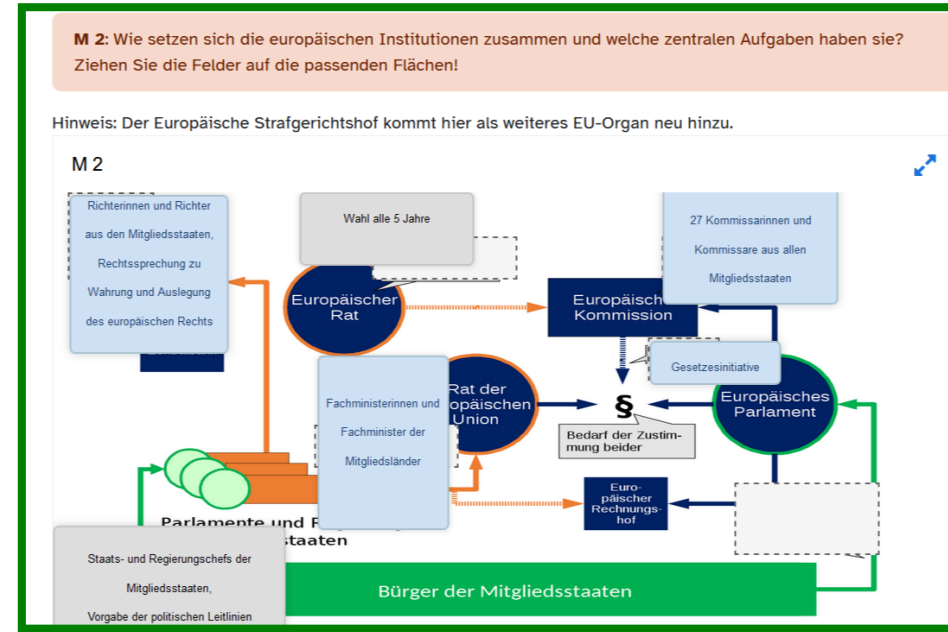 M 2: Wie setzen sich die europäischen Institutionen zusammen und welche zentralen Aufgaben haben sie?
Ziehen Sie die Felder auf die passenden Flächen!
Hinweis: Der Europäische Strafgerichtshof kommt hier als weiteres EU-Organ neu hinzu.
M 2
Richterinnen und Richter
aus den Mitgliedsstaaten,
Rechtssprechung zu
Wahrung und Auslegung
des europäischen Rechts
Wahl alle 5 Jahre
27 Kommissarinnen und
Kommissare aus allen
Mitgliedsstaaten
Europäischer
Rat
Europäische
Kommission
Gesetzesinitiative
Fachministerinnen und
Fachminister der
Mitgliedsländer
Rat der
opäischen
Union
§
Europäisches
Parlament
Bedarf der Zustim-
mung beider
Euro-
päischer
Rechnungs-
hof
Parlamente und
staaten
Staats- und Regierungschefs der
Mitgliedsstaaten,
Vorgabe der politischen Leitlinien
Bürger der Mitgliedsstaaten